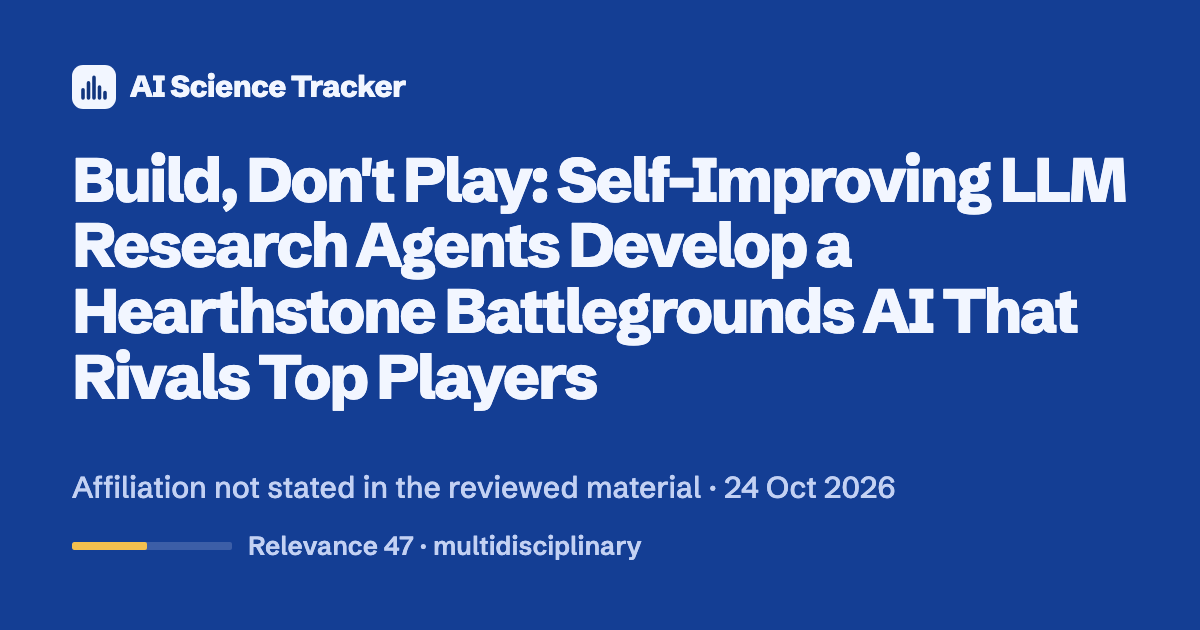 AI Science Tracker
Build, Don't Play: Self-Improving LLM
Research Agents Develop a
Hearthstone Battlegrounds AI That
Rivals Top Players
Affiliation not stated in the reviewed material · 24 Oct 2026
Relevance 47 · multidisciplinary